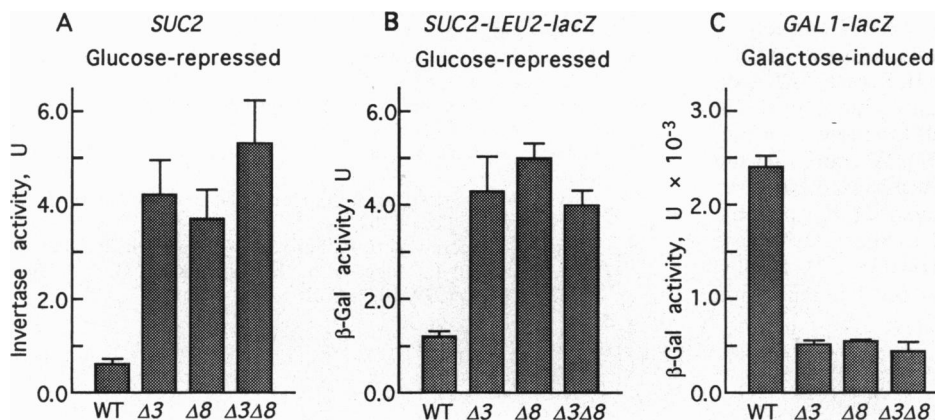 A
SUC2
Glucose-repressed
Invertase activity, U
6.0
4.0
2.0
0.0
WT Δ3 Δ8 Δ3Δ8
B
SUC2-LEU2-lacZ
Glucose-repressed
β-Gal activity, U
6.0
4.0
2.0
0.0
WT Δ3 Δ8 Δ3Δ8
C
GAL1-lacZ
Galactose-induced
β-Gal activity, U × 10⁻³
3.0
2.0
1.0
0.0
WT Δ3 Δ8 Δ3Δ8